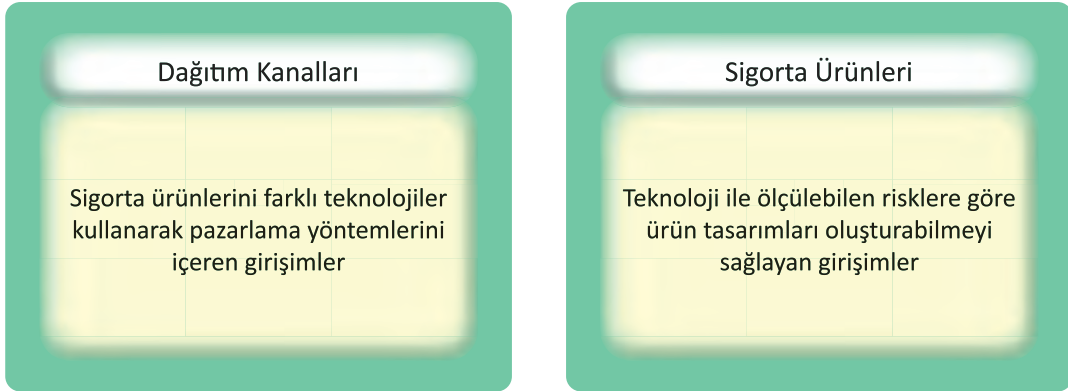 Dağıtım Kanalları
Sigorta ürünlerini farklı teknolojiler
kullanarak pazarlama yöntemlerini
içeren girişimler
Sigorta Ürünleri
Teknoloji ile ölçülebilen risklere göre
ürün tasarımları oluşturabilmeyi
sağlayan girişimler